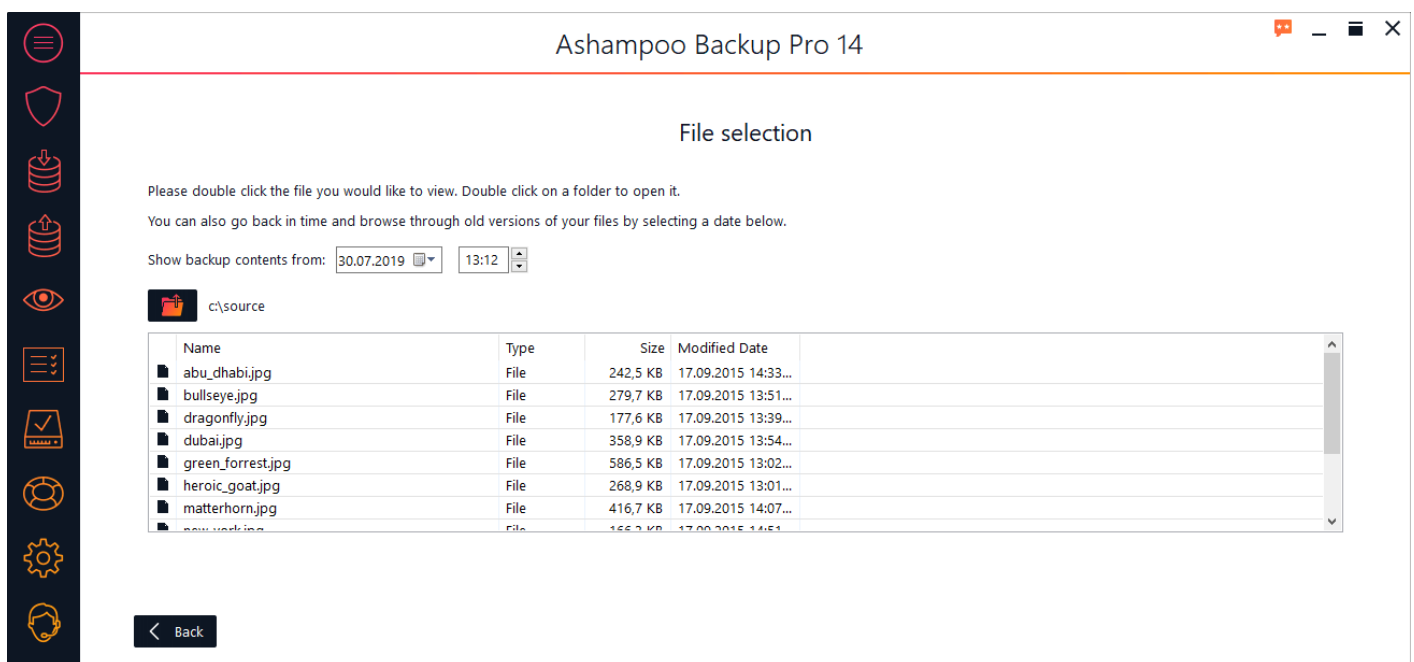 Ashampoo Backup Pro 14
File selection
Please double click the file you would like to view. Double click on a folder to open it.
You can also go back in time and browse through old versions of your files by selecting a date below.
Show backup contents from: 30.07.2019 13:12
c:\source
Name Type Size Modified Date
abu_dhabi.jpg File 242,5 KB 17.09.2015 14:33...
bullseye.jpg File 279,7 KB 17.09.2015 13:51...
dragonfly.jpg File 177,6 KB 17.09.2015 13:39...
dubai.jpg File 358,9 KB 17.09.2015 13:54...
green_forrest.jpg File 586,5 KB 17.09.2015 13:02...
heroic_goat.jpg File 268,9 KB 17.09.2015 13:01...
matterhorn.jpg File 416,7 KB 17.09.2015 14:07...
File KB
Back